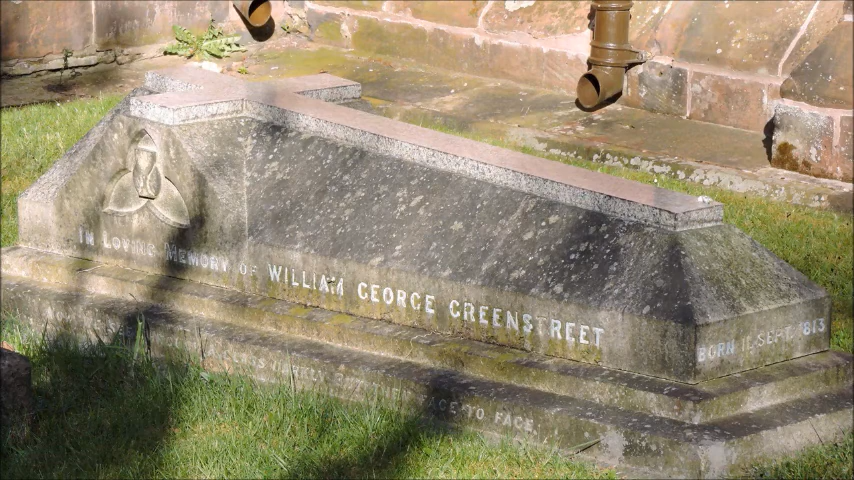 IN LOVING MEMORY OF WILLIAM GEORGE GREENSTREET
BORN 11. SEPT. 1813
FACE TO FACE.